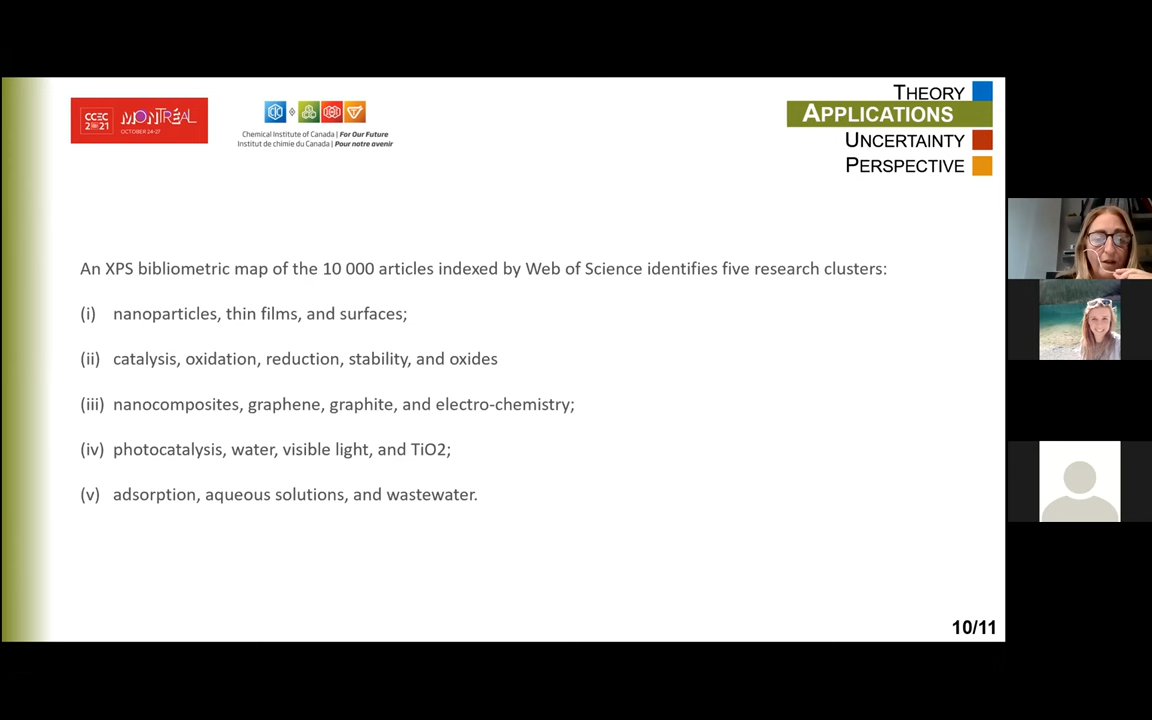 CCEC
2021
MONTRÉAL
OCTOBER 24-27
Chemical Institute of Canada | For Our Future
Institut de chimie du Canada | Pour notre avenir
THEORY
APPLICATIONS
UNCERTAINTY
PERSPECTIVE
An XPS bibliometric map of the 10 000 articles indexed by Web of Science identifies five research clusters:
(i) nanoparticles, thin films, and surfaces;
(ii) catalysis, oxidation, reduction, stability, and oxides
(iii) nanocomposites, graphene, graphite, and electro-chemistry;
(iv) photocatalysis, water, visible light, and TiO2;
(v) adsorption, aqueous solutions, and wastewater.
10/11